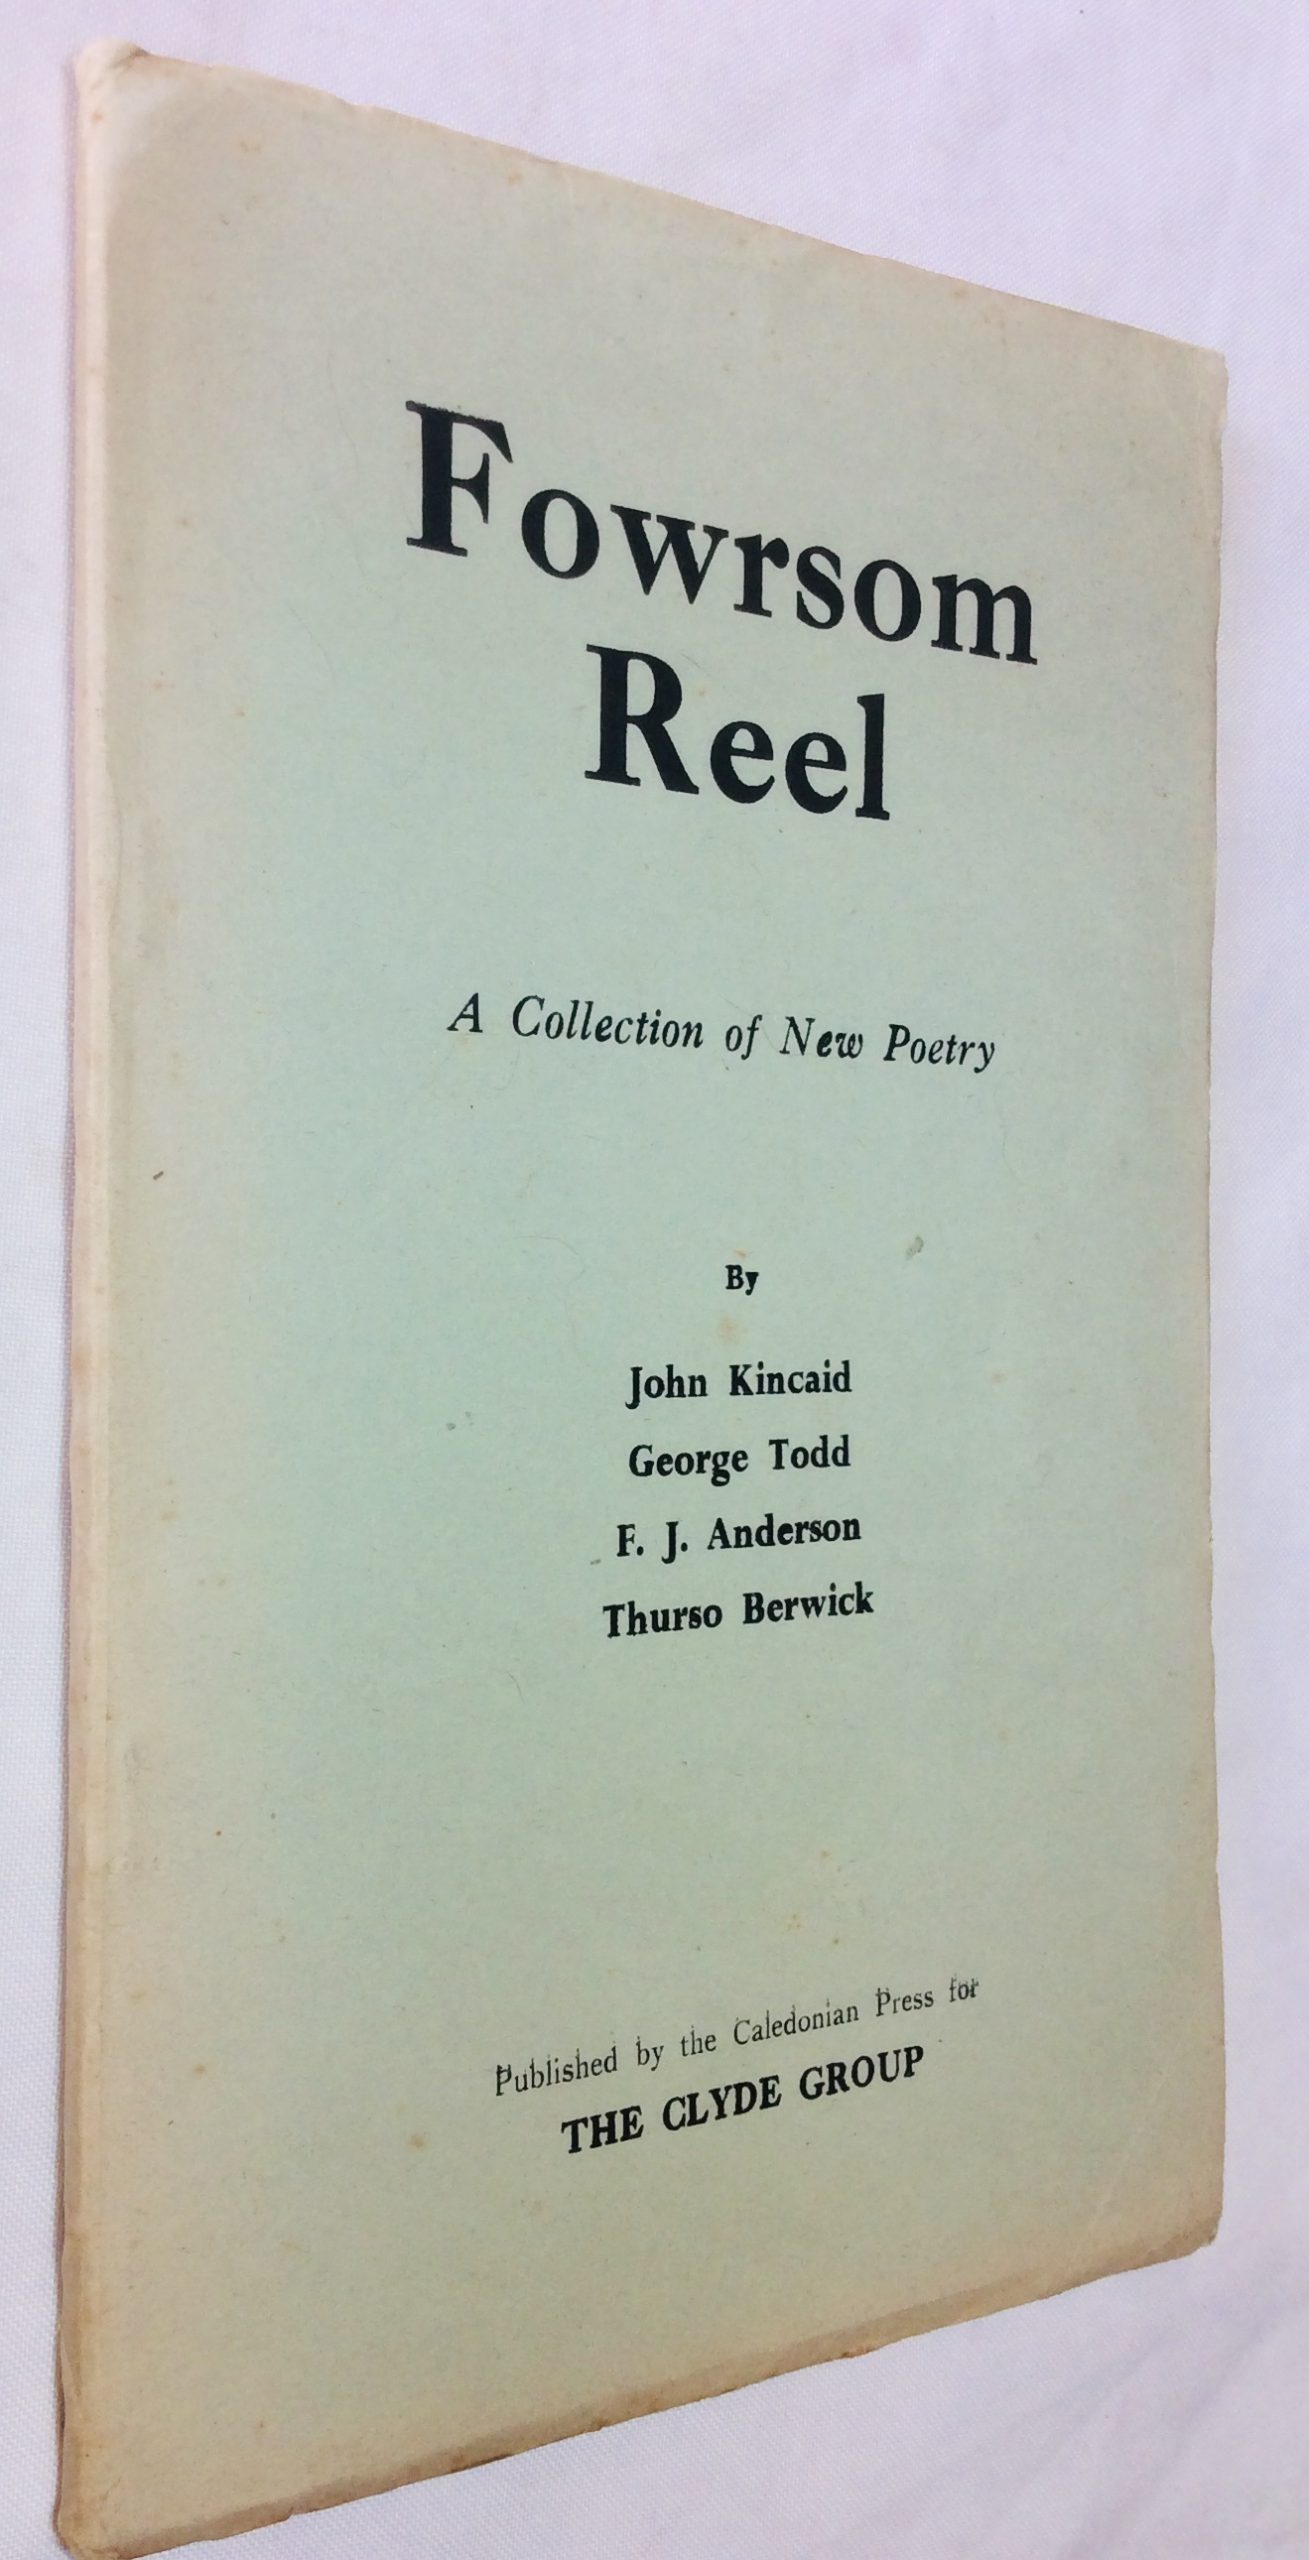 Fowrsom
Reel
A Collection of New Poetry
By
John Kincaid
George Todd
F. J. Anderson
Thurso Berwick
Published by the Caledonian Press for
THE CLYDE GROUP